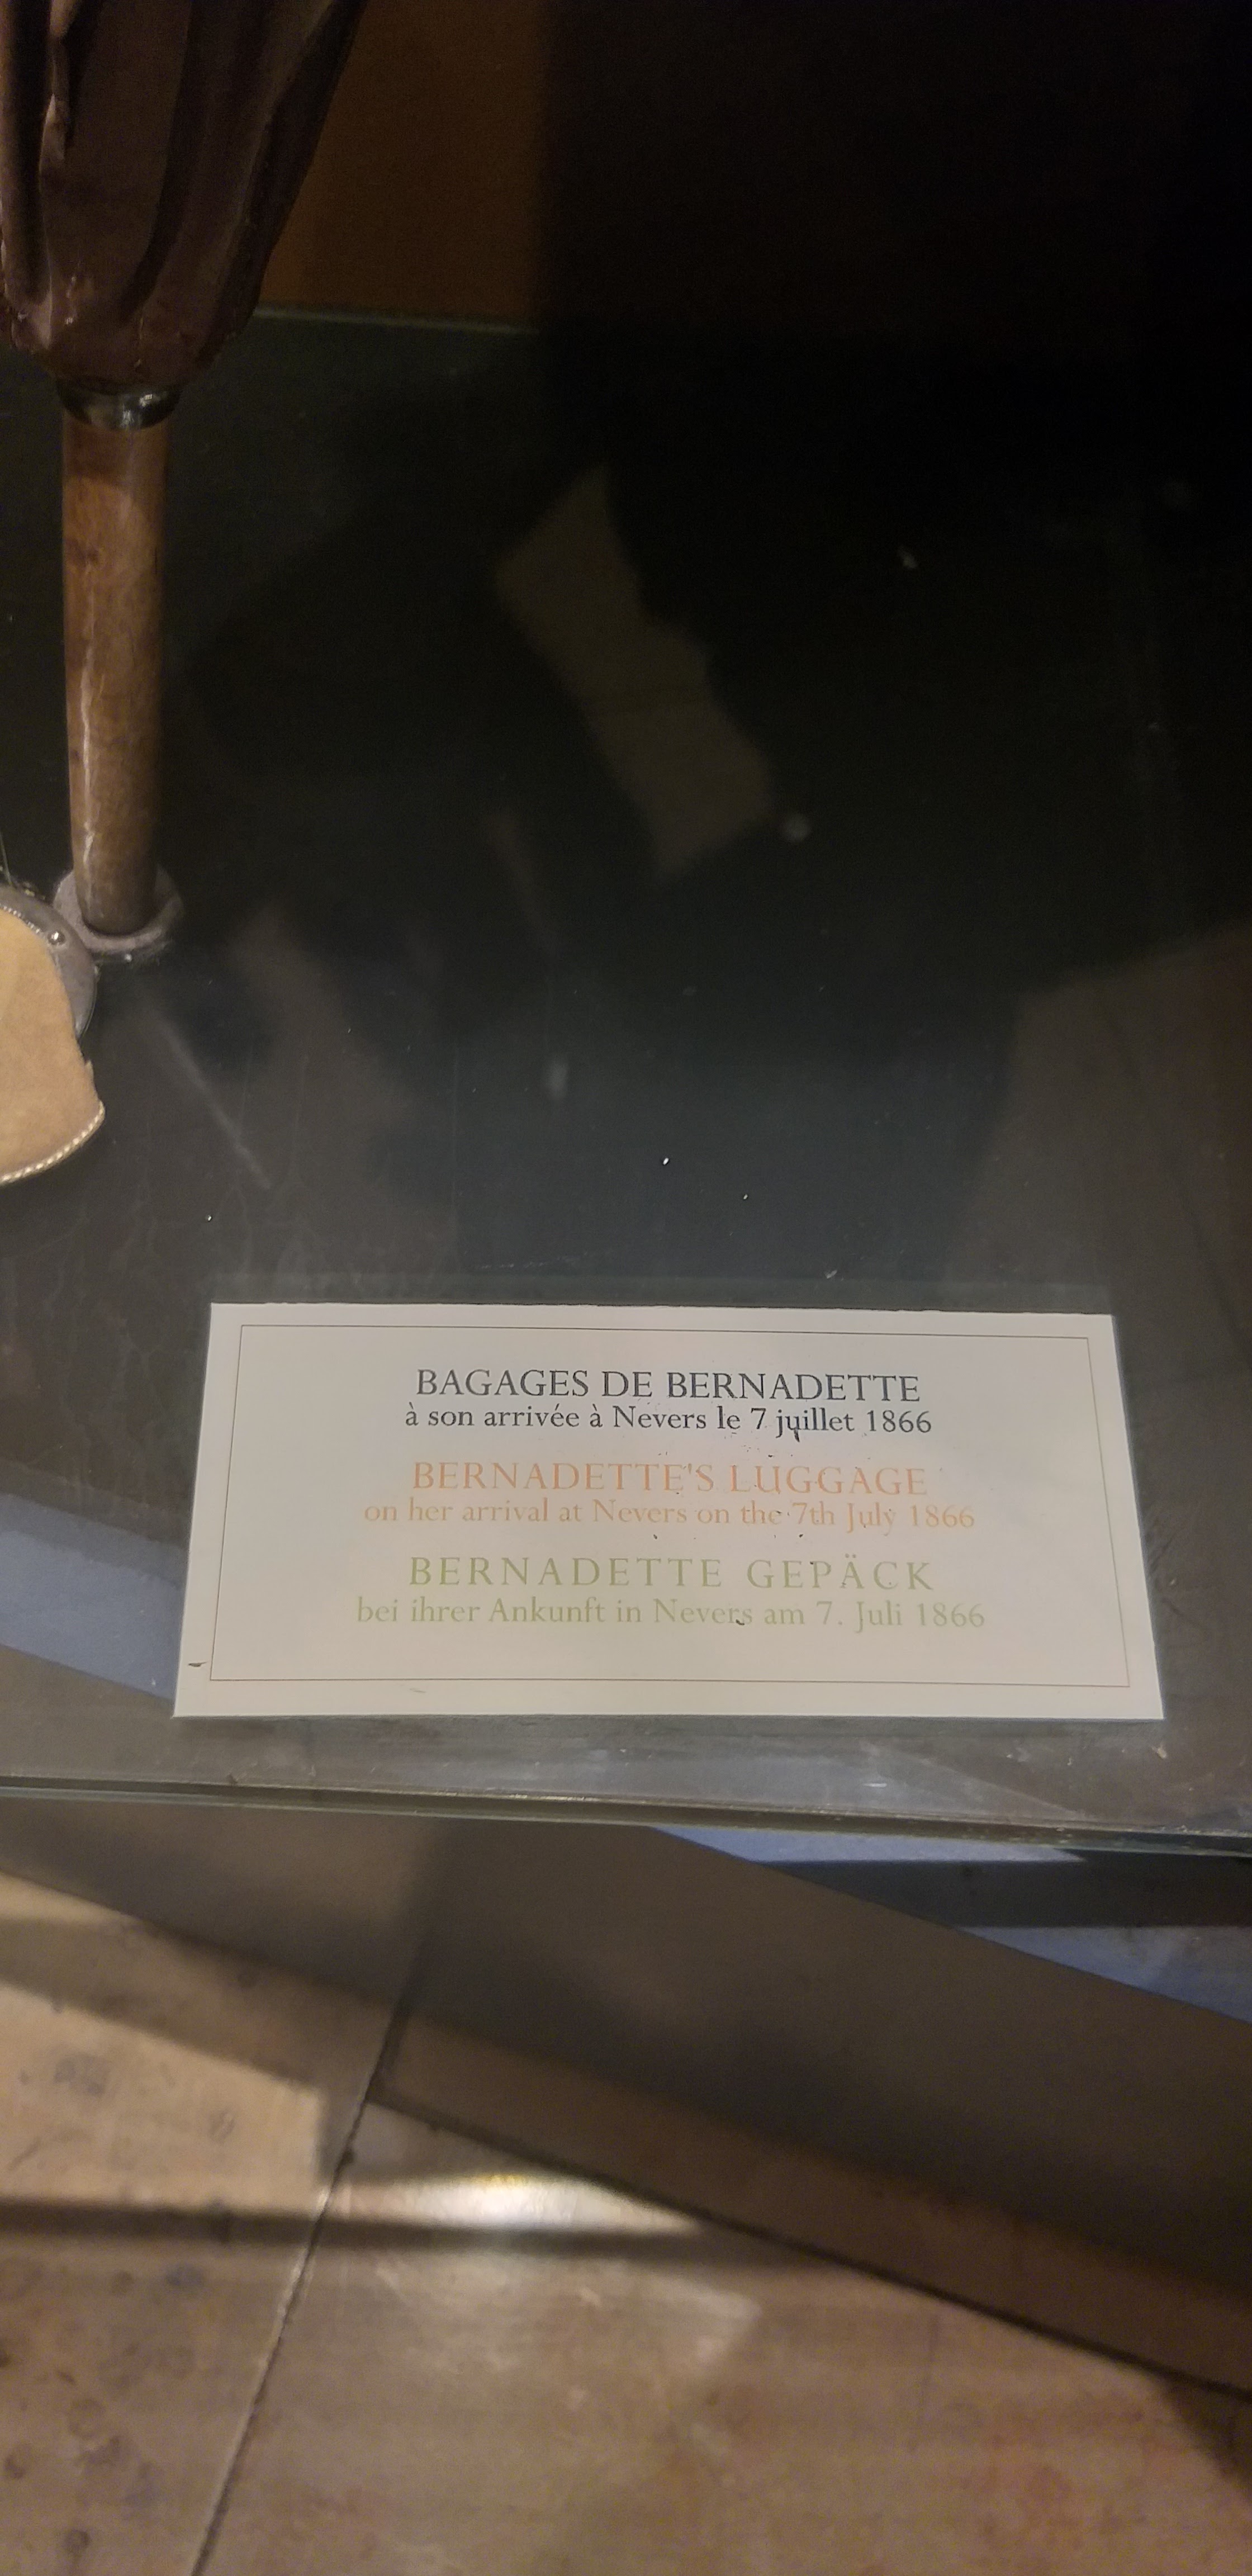 BAGAGES DE BERNADETTE
à son arrivée à Nevers le 7 juillet 1866
BERNADETTE'S LUGGAGE
on her arrival at Nevers on the 7th July 1866
BERNADETTE GEPÄCK
bei ihrer Ankunft in Nevers am 7. Juli 1866